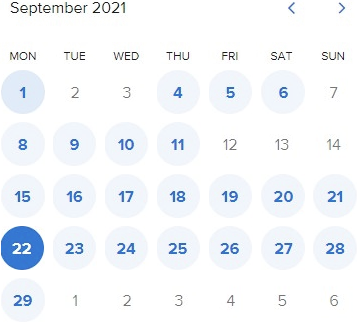 September 2021
MON TUE WED THU FRI SAT SUN
1 2 3 4 5 6 7
8 9 10 11 12 13 14
15 16 17 18 19 20 21
22 23 24 25 26 27 28
29 1 2 3 4 5 6